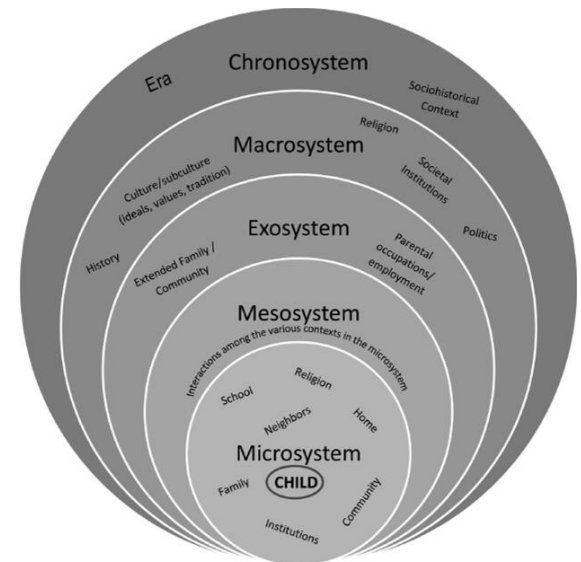 Era
Chronosystem
Sociohistorical
Context
Religion
Macrosystem
Societal
Institutions
Culture/subculture
(ideals, values, tradition)
Politics
History
Exosystem
Extended Family /
Community
Parental
occupations/
employment
Mesosystem
Interactions among the various contexts in the microsystem
Religion
School
Home
Neighbors
Microsystem
CHILD
Family
Community
Institutions